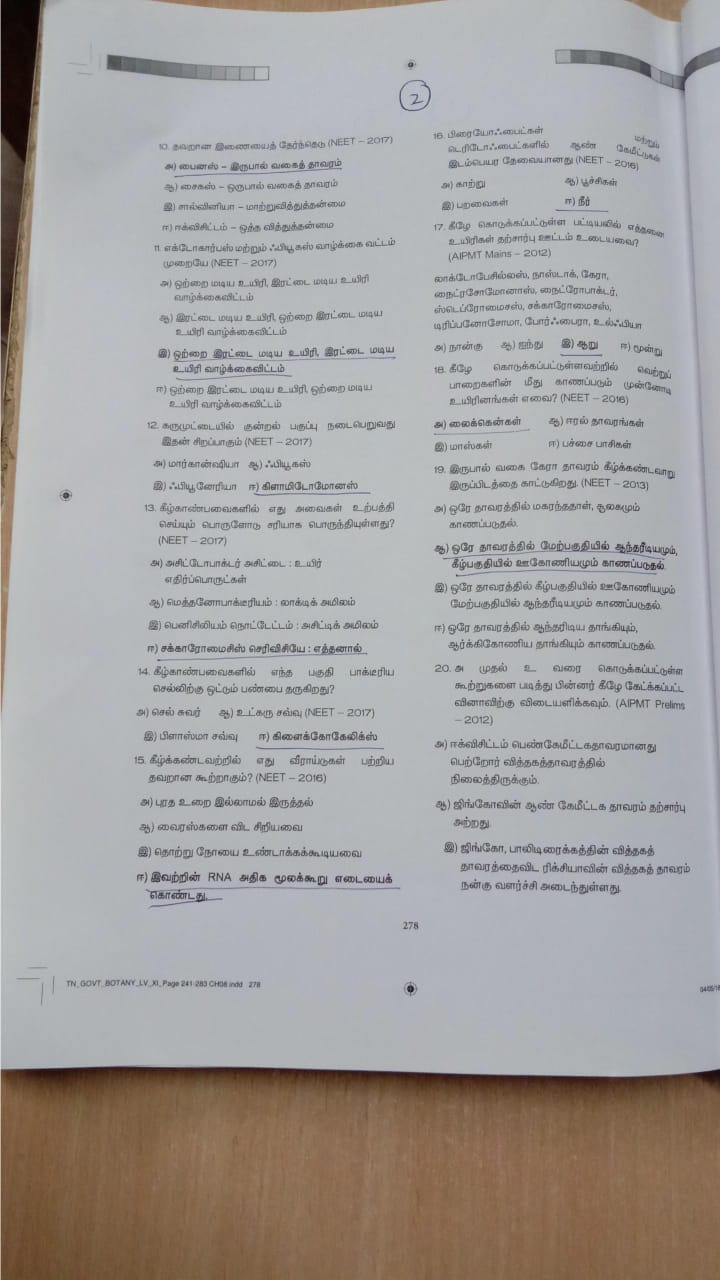 2
10. தவறான இணையைத் தேர்ந்தெடு (NEET – 2017)
அ) பைனஸ் – இருபால் வகைத் தாவரம்
ஆ) சைகஸ் – ஒருபால் வகைத் தாவரம்
இ) சால்வினியா – மாற்றுவித்துத்தன்மை
ஈ) ஈக்விசிட்டம் – ஒத்த வித்துத்தன்மை
11. எக்டோகார்பஸ் மற்றும் ஃபியூகஸ் வாழ்க்கை வட்டம்
முறையே (NEET – 2017)
அ) ஒற்றை மடிய உயிரி, இரட்டை மடிய உயிரி
வாழ்க்கைவிட்டம்
ஆ) இரட்டை மடிய உயிரி, ஒற்றை மடிய
உயிரி வாழ்க்கைவிட்டம்
இ) ஒற்றை இரட்டை மடிய உயிரி, இரட்டை மடிய
உயிரி வாழ்க்கைவிட்டம்
ஈ) ஒற்றை இரட்டை மடிய உயிரி, ஒற்றை மடிய
உயிரி வாழ்க்கைவிட்டம்
12. கருமுட்டையில் குன்றல் பகுப்பு நடைபெறுவது
இதன் சிறப்பாகும் (NEET – 2017)
அ) மார்கான்ஷியா ஆ) ஃபியூகஸ்
இ) ஃபியூனேரியா ஈ) கிளாமிடோமோனஸ்
13. கீழ்காண்பவைகளில் எது அவைகள் உற்பத்தி
செய்யும் பொருளோடு சரியாக பொருந்தியுள்ளது?
(NEET – 2017)
அ) அசிட்டோபாக்டர் அசிட்டை : உயிர்
எதிர்ப்பொருட்கள்
ஆ) மெத்தனோபாக்டீரியம் : லாக்டிக் அமிலம்
இ) பெனிசிலியம் நொட்டேட்டம் : அசிட்டிக் அமிலம்
ஈ) சக்காரோமைசிஸ் செரிவிசியே : எத்தனால்
14. கீழ்காண்பவைகளில் எந்த பகுதி பாக்டீரிய
செல்லிற்கு ஒட்டும் பண்பை தருகிறது?
அ) செல் சுவர் ஆ) உட்கரு சவ்வு (NEET – 2017)
இ) பிளாஸ்மா சவ்வு ஈ) கிளைக்கோகேலிக்ஸ்
15. கீழ்கண்டவற்றில் எது வீராய்டுகள் பற்றிய
தவறான கூற்றாகும்? (NEET – 2016)
அ) புரத உறை இல்லாமல் இருத்தல்
ஆ) வைரஸ்களை விட சிறியவை
இ) தொற்று நோயை உண்டாக்கக்கூடியவை
ஈ) இவற்றின் RNA அதிக மூலக்கூறு எடையைக்
கொண்டது.
16. பிரையோஃபைட்கள் மற்றும்
டெரிடோஃபைட்களில் ஆண் கேமீட்டுகள்
இடம்பெயர தேவையானது (NEET – 2016)
அ) காற்று ஆ) பூச்சிகள்
இ) பறவைகள் ஈ) நீர்
17. கீழே கொடுக்கப்பட்டுள்ள பட்டியலில் எத்தனை
உயிரிகள் தற்சார்பு ஊட்டம் உடையவை?
(AIPMT Mains – 2012)
லாக்டோபேசில்லஸ், நாஸ்டாக், கேரா,
நைட்ரசோமோனாஸ், நைட்ரோபாக்டர்,
ஸ்டெப்ரோமைசஸ், சக்காரோமைசஸ்,
டிரிப்பனோசோமா, போர்ஃபைரா, உல்ஃபியா
அ) நான்கு ஆ) ஐந்து இ) ஆறு ஈ) மூன்று
18. கீழே கொடுக்கப்பட்டுள்ளவற்றில் வெற்றுப்
பாறைகளின் மீது காணப்படும் முன்னோடி
உயிரினங்கள் எவை? (NEET – 2016)
அ) லைக்கென்கள் ஆ) ஈரல் தாவரங்கள்
இ) மாஸ்கள் ஈ) பச்சை பாசிகள்
19. இருபால் வகை கேரா தாவரம் கீழ்க்கண்டவாறு
இருப்பிடத்தை காட்டுகிறது. (NEET – 2013)
அ) ஒரே தாவரத்தில் மகரந்ததாள், சூலகமும்
காணப்படுதல்.
ஆ) ஒரே தாவரத்தில் மேற்பகுதியில் ஆந்தரீடியமும்,
கீழ்பகுதியில் ஊகோணியமும் காணப்படுதல்.
இ) ஒரே தாவரத்தில் கீழ்பகுதியில் ஊகோணியமும்
மேற்பகுதியில் ஆந்தரீடியமும் காணப்படுதல்.
ஈ) ஒரே தாவரத்தில் ஆந்தரிடிய தாங்கியும்,
ஆர்க்கிகோணிய தாங்கியும் காணப்படுதல்.
20. அ முதல் உ வரை கொடுக்கப்பட்டுள்ள
கூற்றுகளை படித்து பின்னர் கீழே கேட்க்கப்பட்ட
வினாவிற்கு விடையளிக்கவும். (AIPMT Prelims
– 2012)
அ) ஈக்விசிட்டம் பெண்கேமீட்டகதாவரமானது
பெற்றோர் வித்தகத்தாவரத்தில்
நிலைத்திருக்கும்.
ஆ) ஜிங்கோவின் ஆண் கேமீட்டக தாவரம் தற்சார்பு
அற்றது.
இ) ஜிங்கோ, பாலிடிரைக்கத்தின் வித்தகத்
தாவரத்தைவிட ரிக்சியாவின் வித்தகத் தாவரம்
நன்கு வளர்ச்சி அடைந்துள்ளது.
278
TN_GOVT_BOTANY_LV_XI_Page 241-283 CH08.indd 278
04/05/18